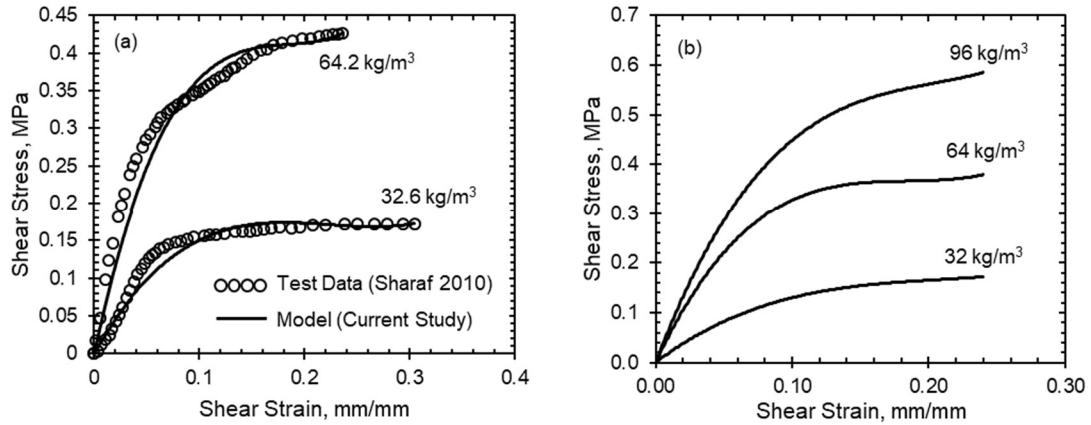 (a)
Shear Stress, MPa
0.45
0.4
0.35
0.3
0.25
0.2
0.15
0.1
0.05
0
64.2 kg/m³
32.6 kg/m³
Test Data (Sharaf 2010)
Model (Current Study)
0 0.1 0.2 0.3 0.4
Shear Strain, mm/mm
(b)
Shear Stress, MPa
0.7
0.6
0.5
0.4
0.3
0.2
0.1
0.0
96 kg/m³
64 kg/m³
32 kg/m³
0.00 0.10 0.20 0.30
Shear Strain, mm/mm